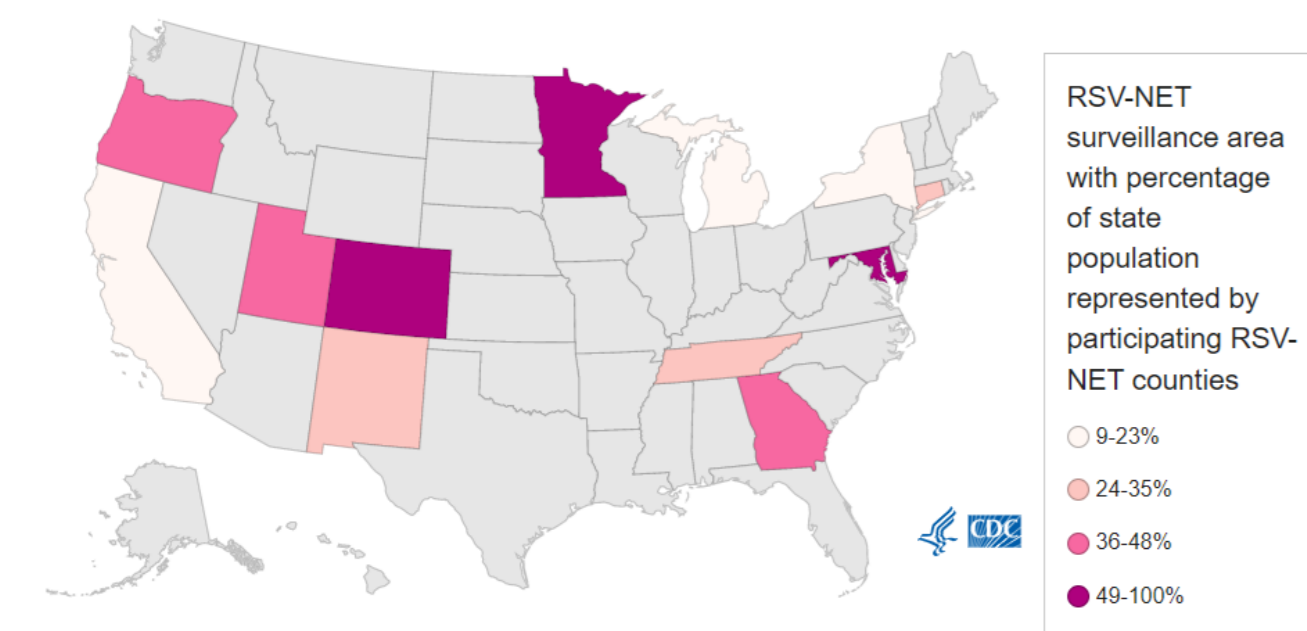 RSV-NET
surveillance area
with percentage
of state
population
represented by
participating RSV-
NET counties
9-23%
24-35%
36-48%
49-100%
CDC